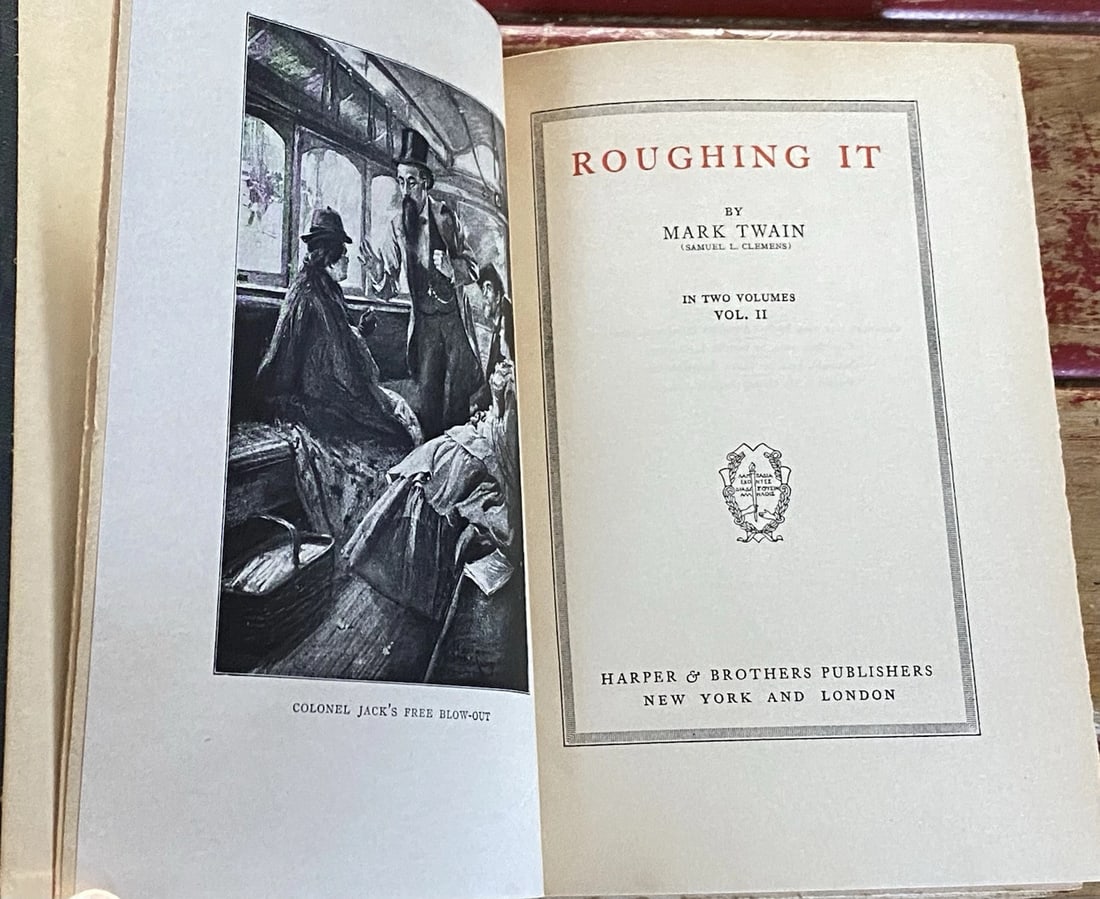 COLONEL JACK'S FREE BLOW-OUT
ROUGHING IT
BY
MARK TWAIN
(SAMUEL L. CLEMENS)
IN TWO VOLUMES
VOL. II
HARPER & BROTHERS PUBLISHERS
NEW YORK AND LONDON